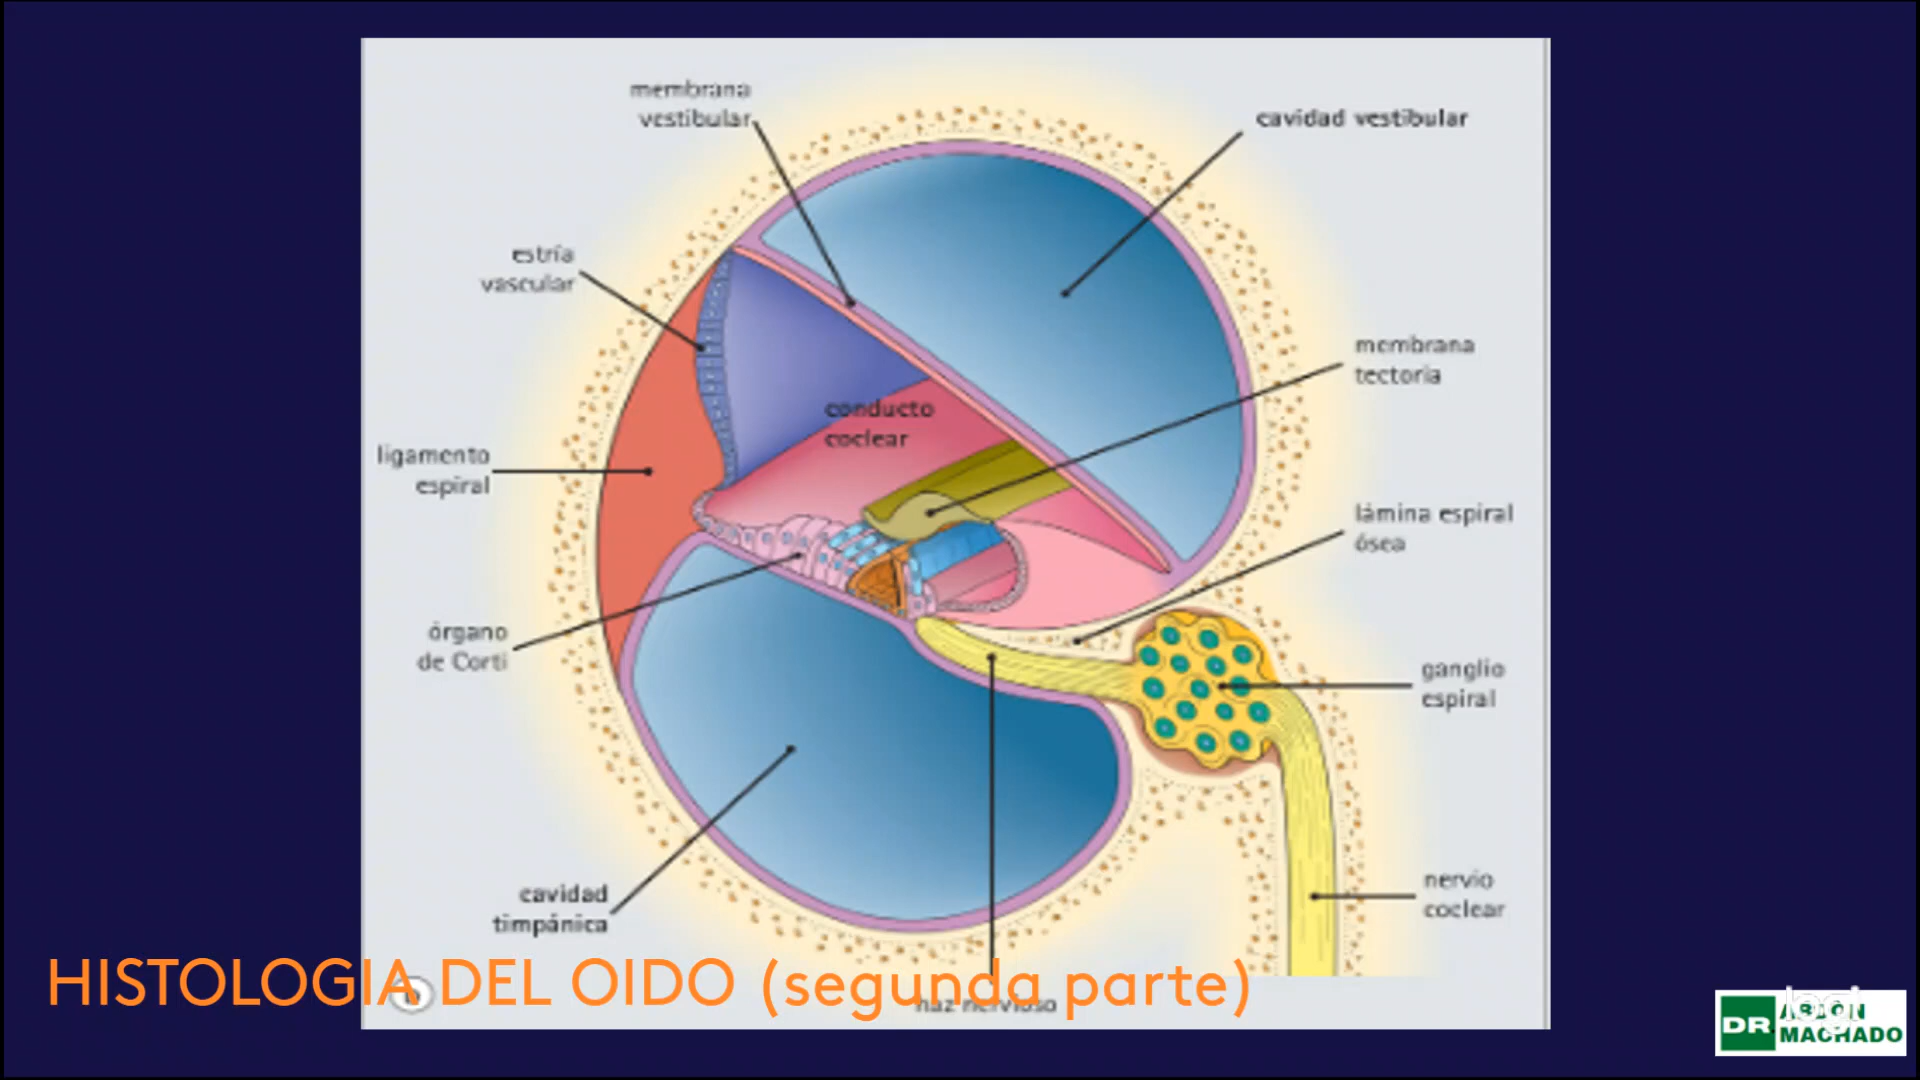 membrana
vestibular
cavidad vestibular
estría
vascular
membrana
tectoria
conducto
coclear
ligamento
espiral
lámina espiral
ósea
órgano
de Corti
ganglio
espiral
nervio
coclear
cavidad
timpánica
haz nervioso
HISTOLOGIA DEL OIDO (segunda parte)
DR. ABDÓN
MACHADO